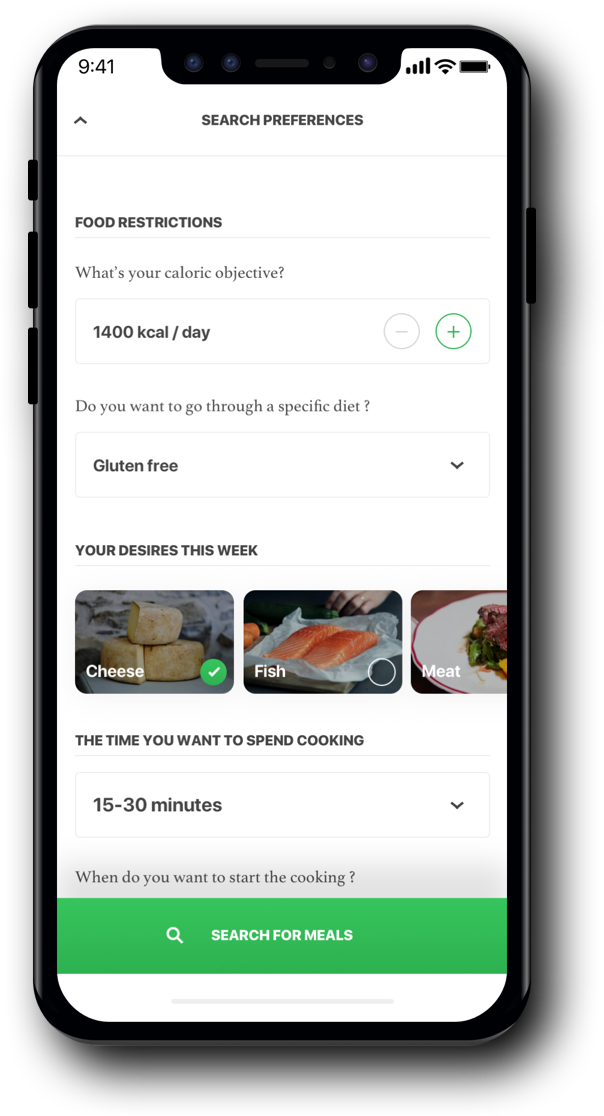 9:41
SEARCH PREFERENCES
FOOD RESTRICTIONS
What's your caloric objective?
1400 kcal / day
Do you want to go through a specific diet ?
Gluten free
YOUR DESIRES THIS WEEK
Cheese
Fish
Meat
THE TIME YOU WANT TO SPEND COOKING
15-30 minutes
When do you want to start the cooking ?
SEARCH FOR MEALS